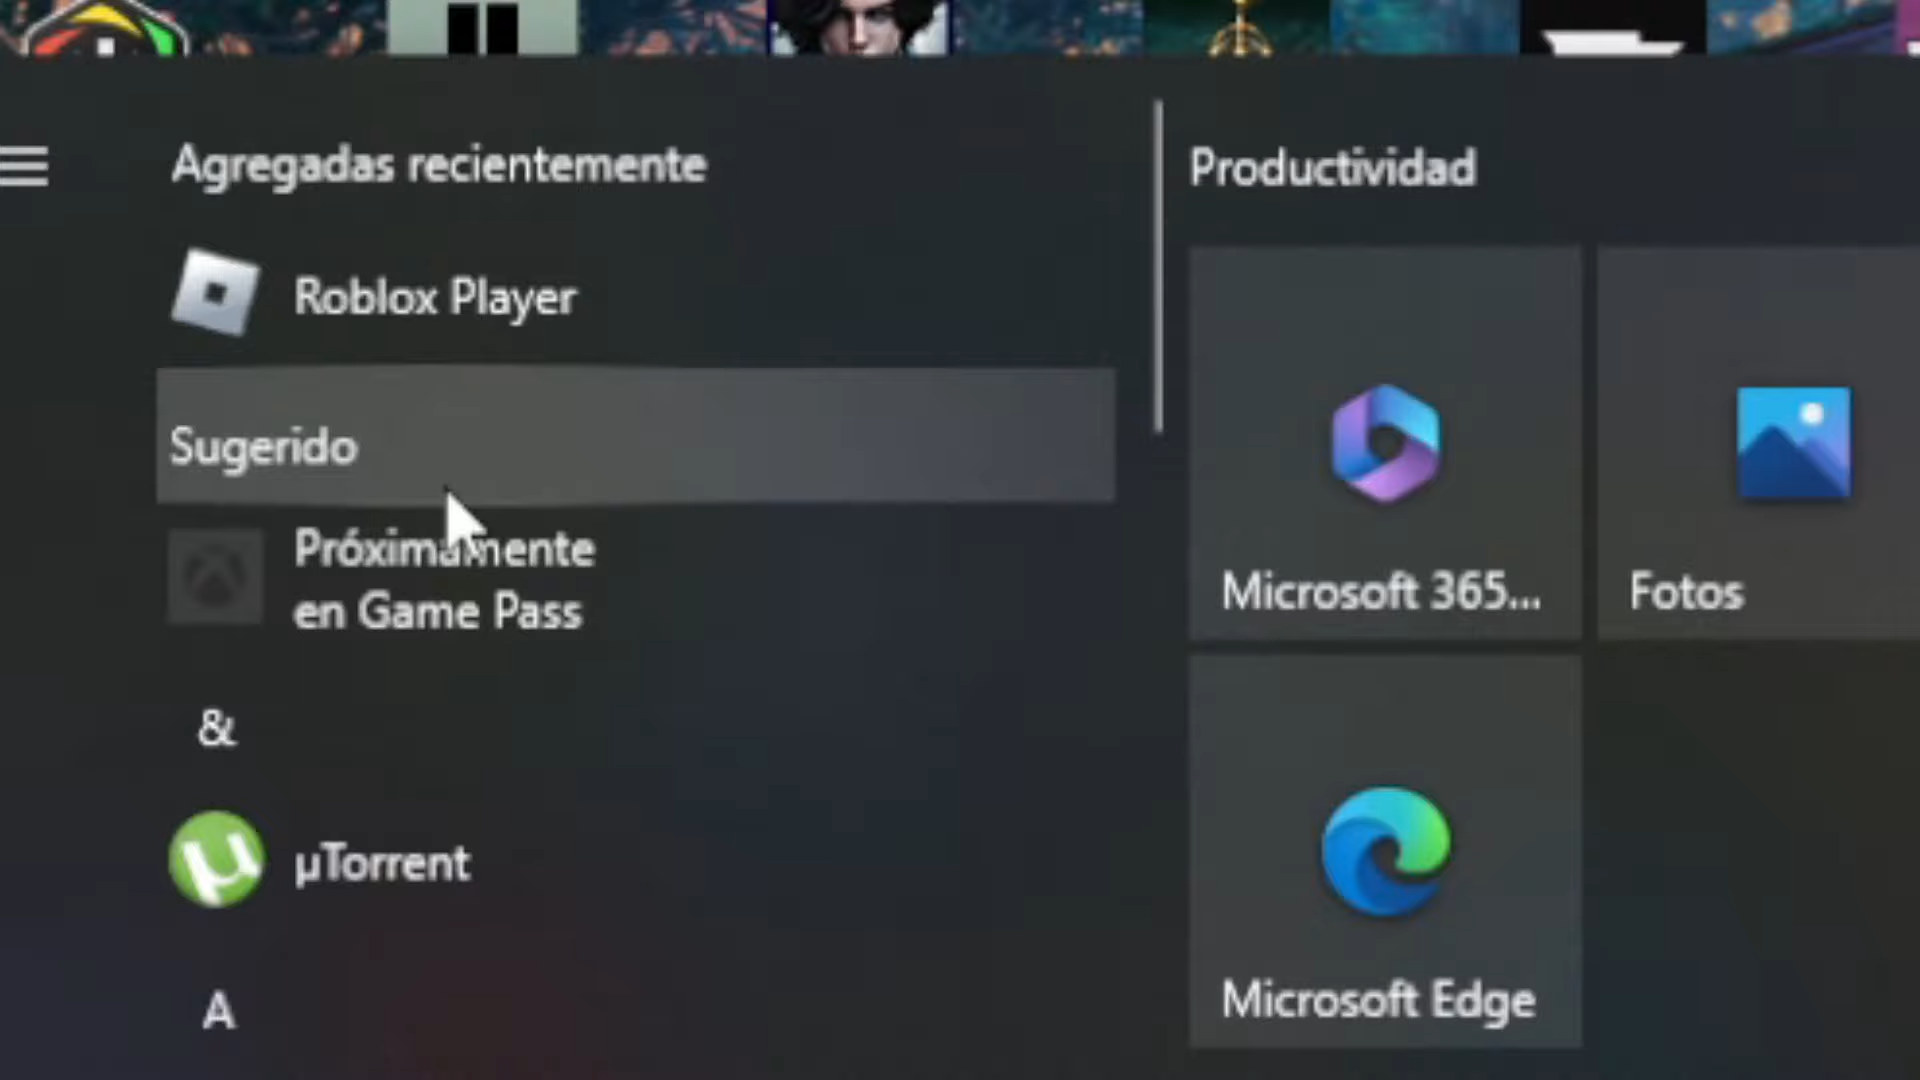 Agregadas recientemente
Roblox Player
Sugerido
Próximamente
en Game Pass
&
µTorrent
A
Productividad
Microsoft 365...
Fotos
Microsoft Edge